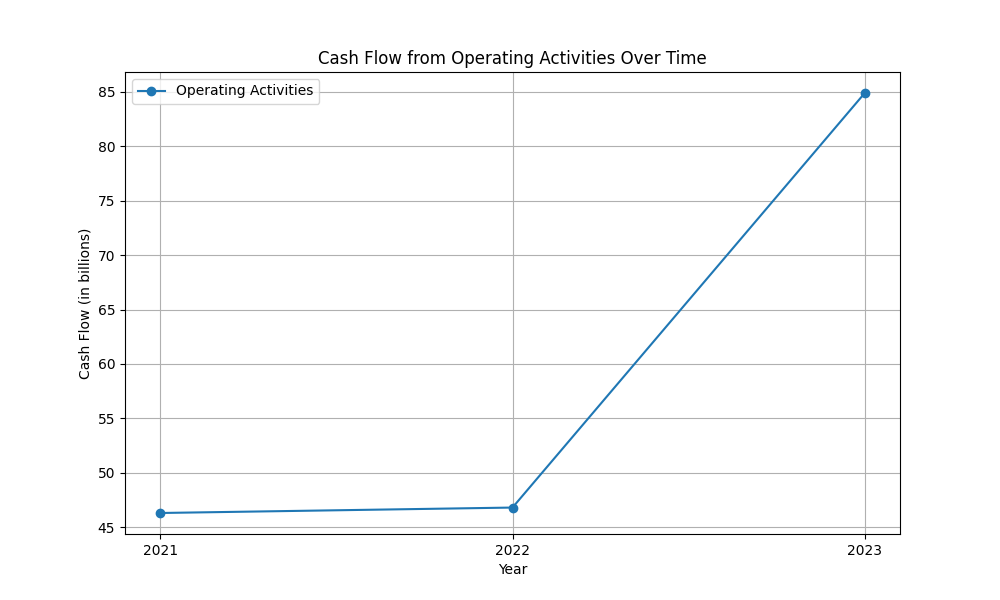 Cash Flow from Operating Activities Over Time
Operating Activities
Cash Flow (in billions)
85
80
75
70
65
60
55
50
45
2021 2022 2023
Year